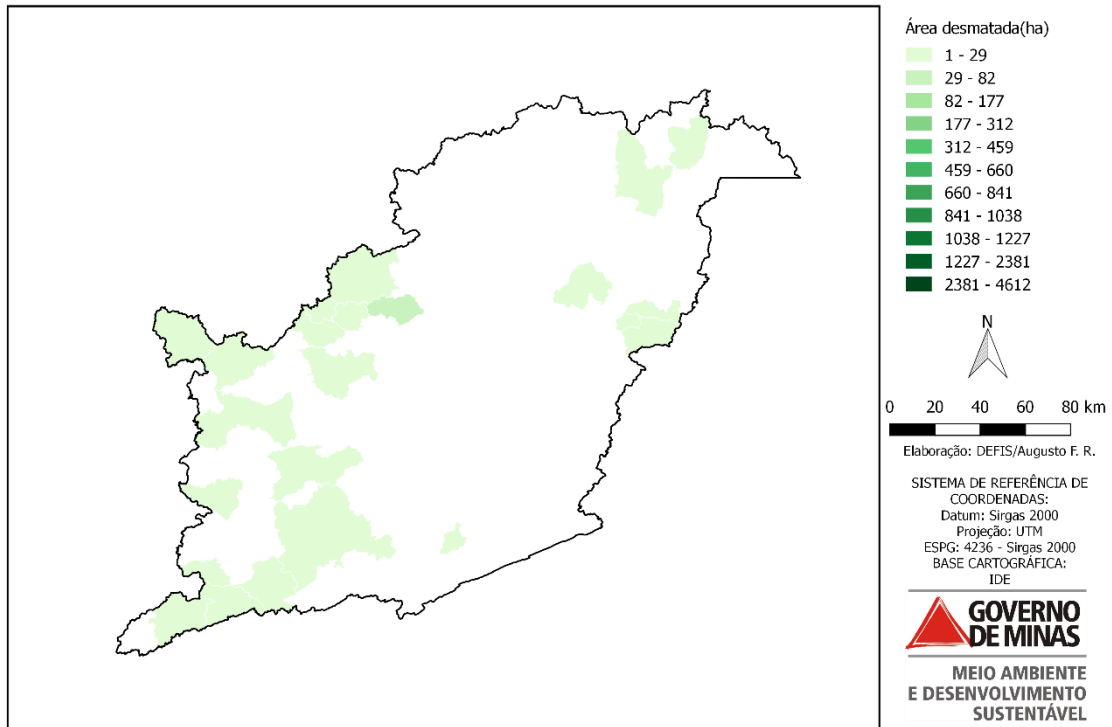 Área desmatada(ha)
1 - 29
29 - 82
82 - 177
177 - 312
312 - 459
459 - 660
660 - 841
841 - 1038
1038 - 1227
1227 - 2381
2381 - 4612
N
0 20 40 60 80 km
Elaboração: DEFIS/Augusto F. R.
SISTEMA DE REFERÊNCIA DE
COORDENADAS:
Datum: Sirgas 2000
Projeção: UTM
ESPG: 4236 - Sirgas 2000
BASE CARTOGRÁFICA:
IDE
GOVERNO
DE MINAS
MEIO AMBIENTE
E DESENVOLVIMENTO
SUSTENTÁVEL